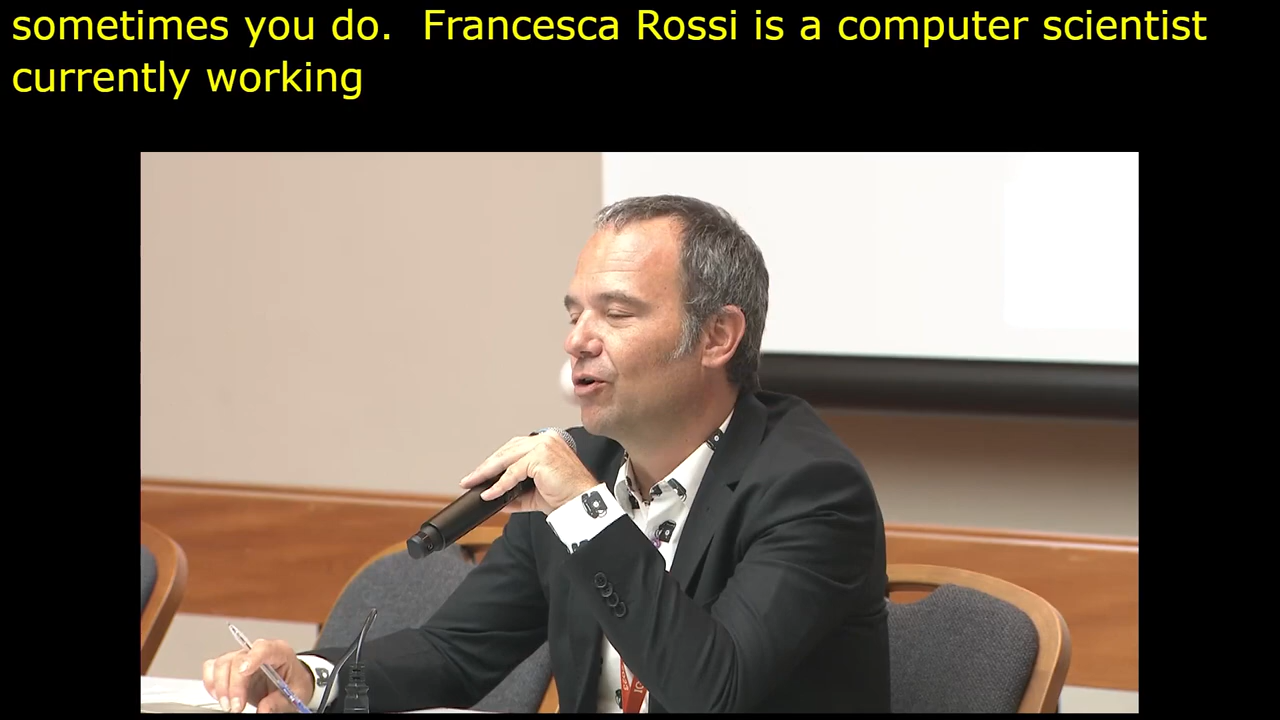 sometimes you do.  Francesca Rossi is a computer scientist
currently working